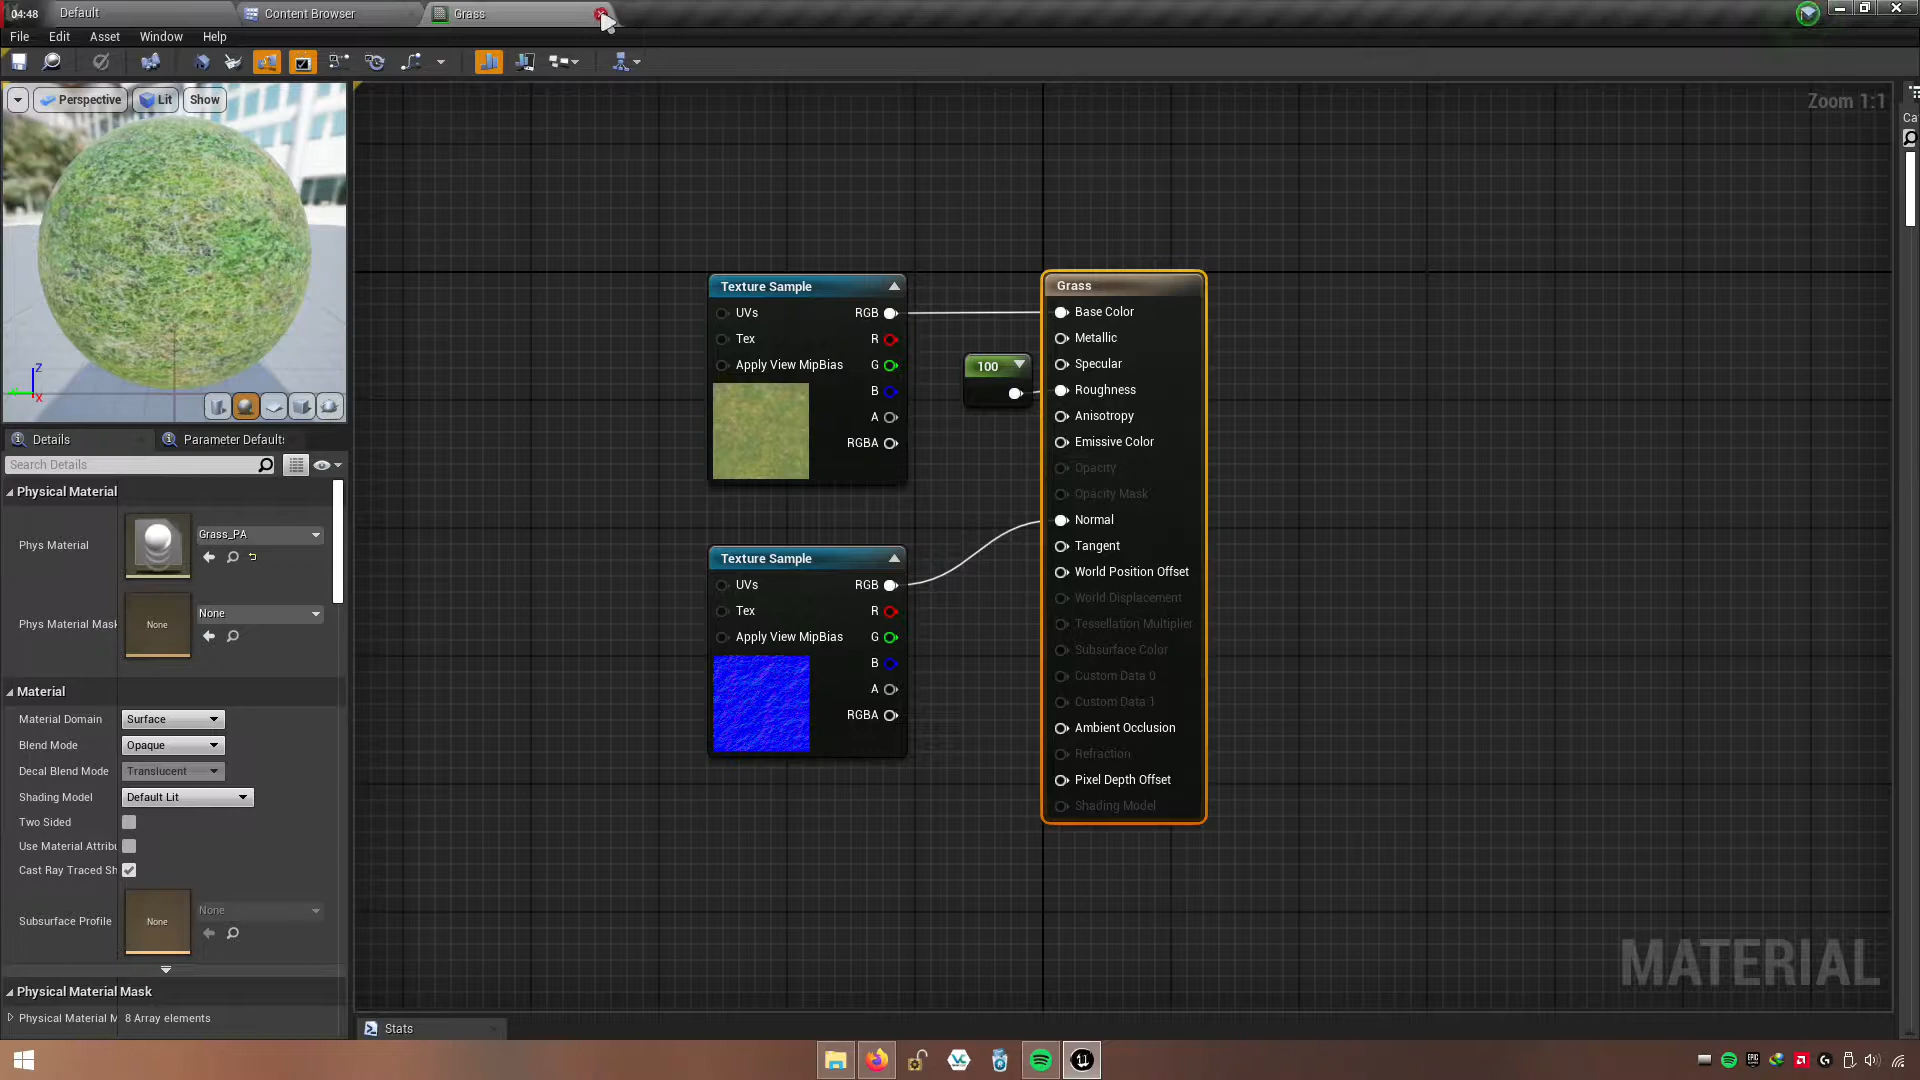 04:48
Default
Content Browser
Grass
File
Edit
Asset
Window
Help
Perspective
Lit
Show
Z
X
Zoom 1:1
Ca
Details
Parameter Defaults
Search Details
Physical Material
Phys Material
Grass_PA
Phys Material Mask
None
None
Material
Material Domain
Surface
Blend Mode
Opaque
Decal Blend Mode
Translucent
Shading Model
Default Lit
Two Sided
Use Material Attribu
Cast Ray Traced Sh
Subsurface Profile
None
None
Physical Material Mask
Physical Material M
8 Array elements
Texture Sample
UVs
RGB
Tex
R
Apply View MipBias
G
B
A
RGBA
Texture Sample
UVs
RGB
Tex
R
Apply View MipBias
G
B
A
RGBA
100
Grass
Base Color
Metallic
Specular
Roughness
Anisotropy
Emissive Color
Opacity
Opacity Mask
Normal
Tangent
World Position Offset
World Displacement
Tessellation Multiplier
Subsurface Color
Custom Data 0
Custom Data 1
Ambient Occlusion
Refraction
Pixel Depth Offset
Shading Model
MATERIAL
Stats